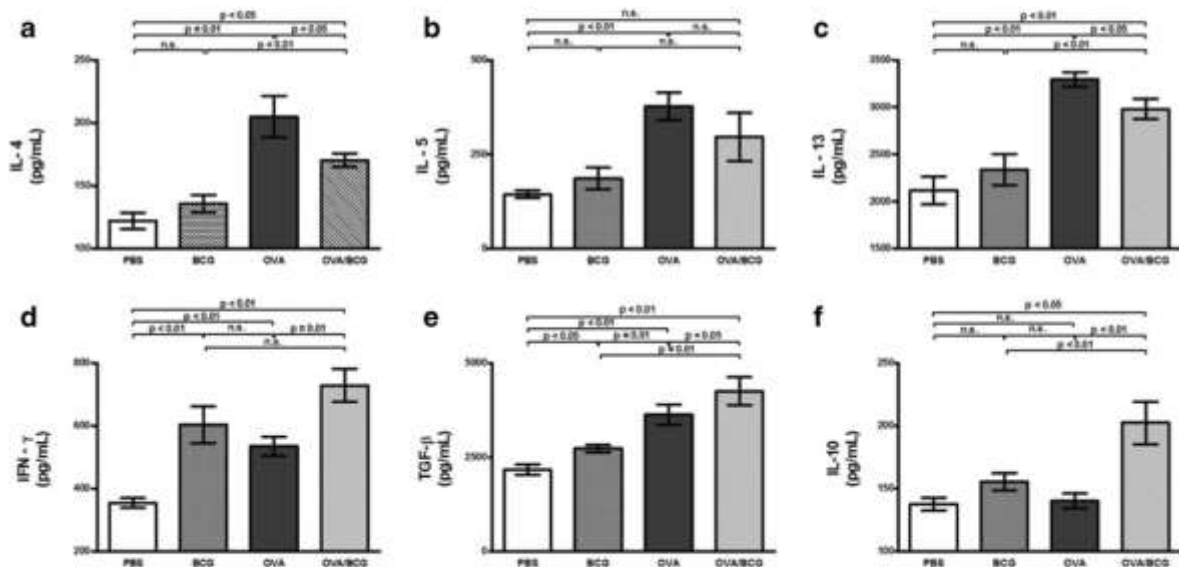 a
p < 0.05
p = 0.01 p = 0.05
n.s. p < 0.01
IL - 4
(pg/mL)
250
200
150
100
PBS BCG OVA OVA/BCG
b
n.s.
p < 0.01 n.s.
n.s. n.s.
IL - 5
(pg/mL)
500
250
0
PBS BCG OVA OVA/BCG
c
p < 0.01
p < 0.01 p < 0.05
n.s. p < 0.01
IL - 13
(pg/mL)
3500
3000
2500
2000
1500
PBS BCG OVA OVA/BCG
d
p < 0.01
p < 0.01
p < 0.01 n.s. p = 0.01
n.s.
IFN - γ
(pg/mL)
800
600
400
200
PBS BCG OVA OVA/BCG
e
p < 0.01
p < 0.01
p < 0.05 p = 0.01 p = 0.05
p = 0.01
TGF-β
(pg/mL)
5000
2500
0
PBS BCG OVA OVA/BCG
f
p < 0.05
n.s.
n.s. n.s. p < 0.01
p < 0.01
IL-10
(pg/mL)
250
200
150
100
PBS BCG OVA OVA/BCG